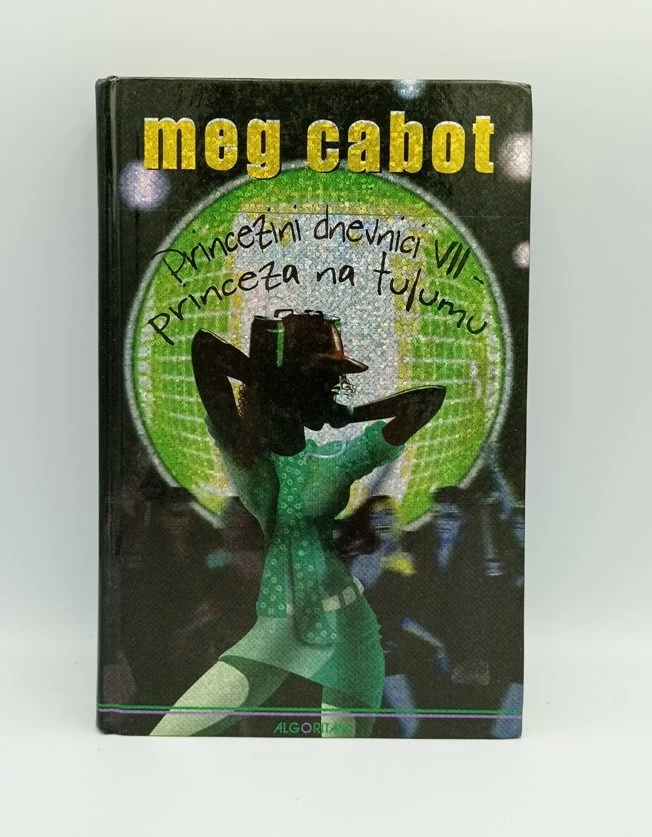 meg cabot
Princezini dnevnici VII -
princeza na tulumu
ALGORITAM